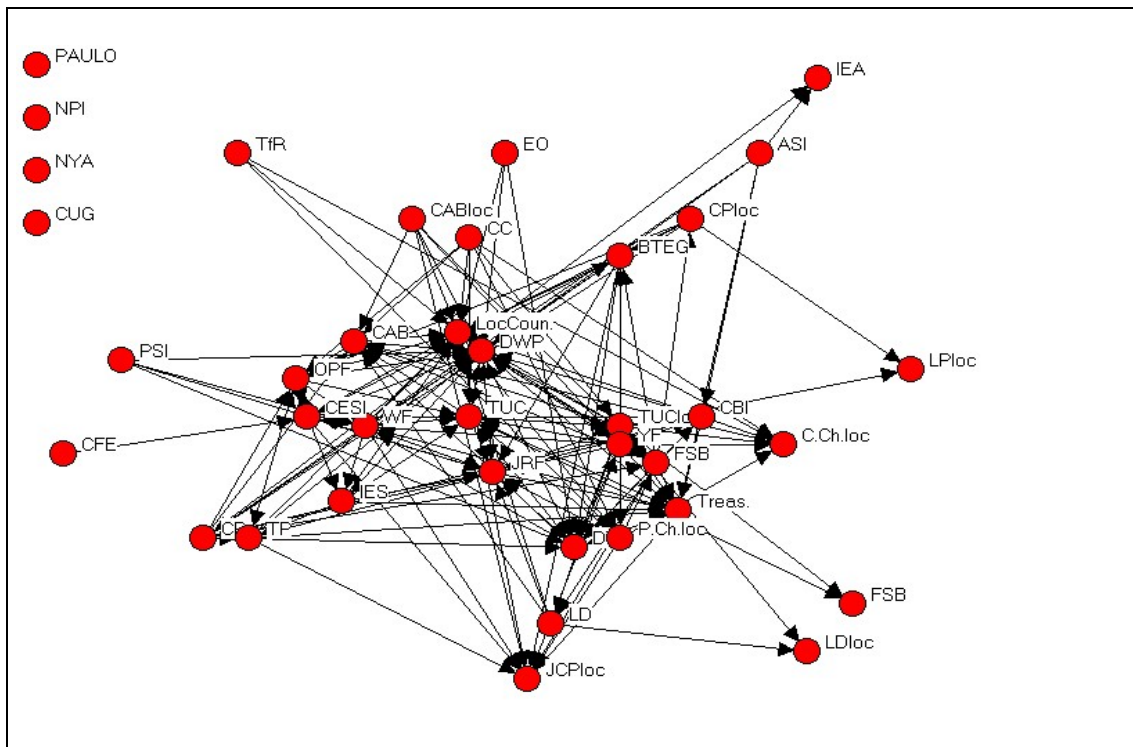 PAULO
IEA
NPI
TfR
EO
ASI
NYA
CABloc
CPloc
CUG
CC
BTEG
LocCoun.
CAB
DWP
PSI
OPF
LPloc
CESI
WF
TUC
CBI
YF
C.Ch.loc
CFE
JRF
FSB
IES
Treas.
TP
P.Ch.loc
FSB
LD
LDloc
JCPloc